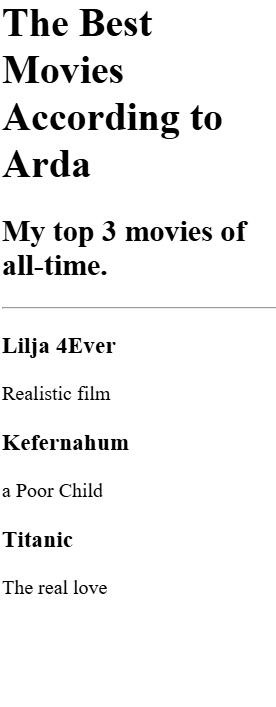 The Best
Movies
According to
Arda
My top 3 movies of
all-time.
Lilja 4Ever
Realistic film
Kefernahum
a Poor Child
Titanic
The real love